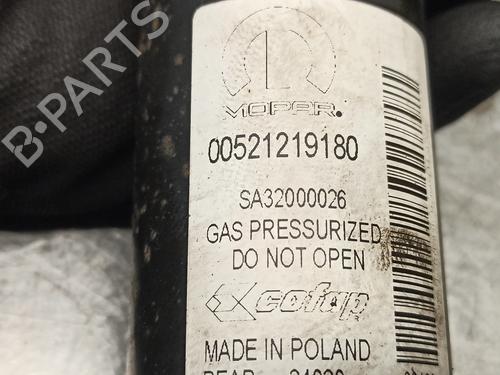 MOPAR.
00521219180
SA32000026
GAS PRESSURIZED
DO NOT OPEN
cofap
MADE IN POLAND
B-PARTS